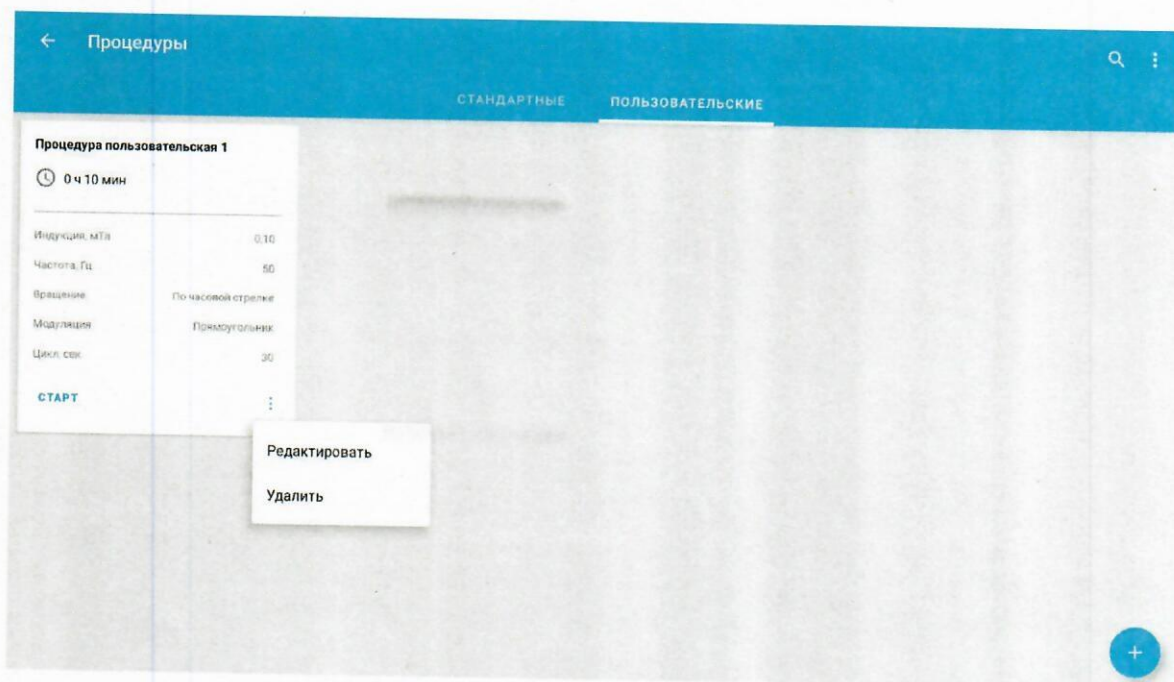 Процедуры
СТАНДАРТНЫЕ ПОЛЬЗОВАТЕЛЬСКИЕ
Процедура пользовательская 1
0 ч 10 мин
Индукция, мТл 0,10
Частота, Гц 50
Вращение По часовой стрелке
Модуляция Прямоугольник
Цикл, сек 30
СТАРТ
Редактировать
Удалить